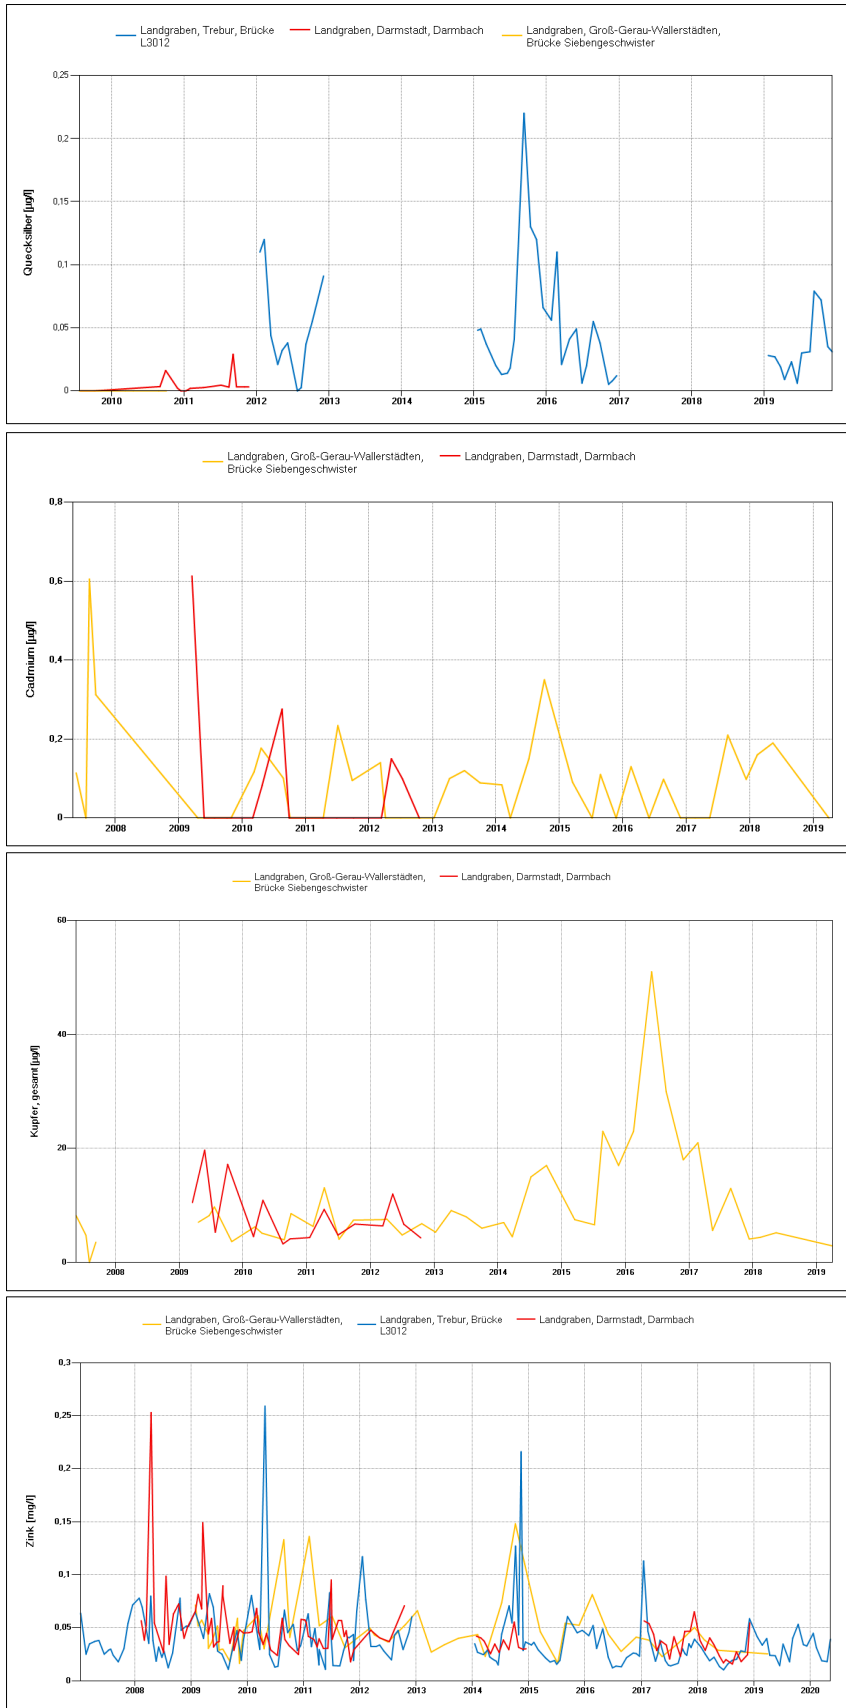 Landgraben, Trebur, Brücke
L3012
Landgraben, Darmstadt, Darmbach
Landgraben, Groß-Gerau-Wallerstädten,
Brücke Siebengeschwister
Quecksilber [µg/l]
0,25
0,2
0,15
0,1
0,05
0
2010 2011 2012 2013 2014 2015 2016 2017 2018 2019
Landgraben, Groß-Gerau-Wallerstädten,
Brücke Siebengeschwister
Landgraben, Darmstadt, Darmbach
Cadmium [µg/l]
0,8
0,6
0,4
0,2
0
2008 2009 2010 2011 2012 2013 2014 2015 2016 2017 2018 2019
Landgraben, Groß-Gerau-Wallerstädten,
Brücke Siebengeschwister
Landgraben, Darmstadt, Darmbach
Kupfer, gesamt [µg/l]
60
40
20
0
2008 2009 2010 2011 2012 2013 2014 2015 2016 2017 2018 2019
Landgraben, Groß-Gerau-Wallerstädten,
Brücke Siebengeschwister
Landgraben, Trebur, Brücke
L3012
Landgraben, Darmstadt, Darmbach
Zink [mg/l]
0,3
0,25
0,2
0,15
0,1
0,05
0
2008 2009 2010 2011 2012 2013 2014 2015 2016 2017 2018 2019 2020